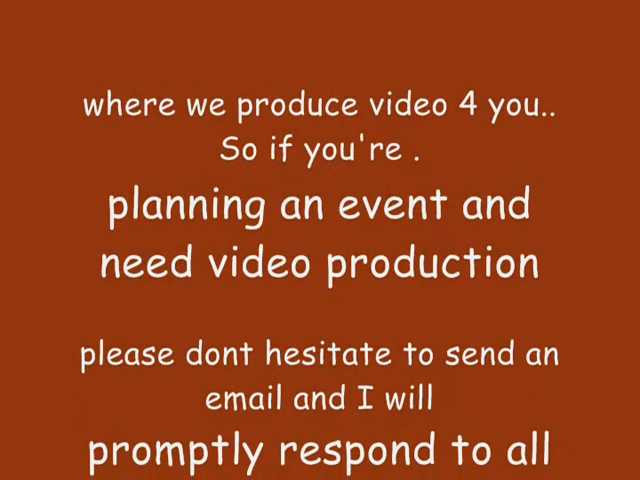 where we produce video 4 you..
So if you're .
planning an event and
need video production
please dont hesitate to send an
email and I will
promptly respond to all